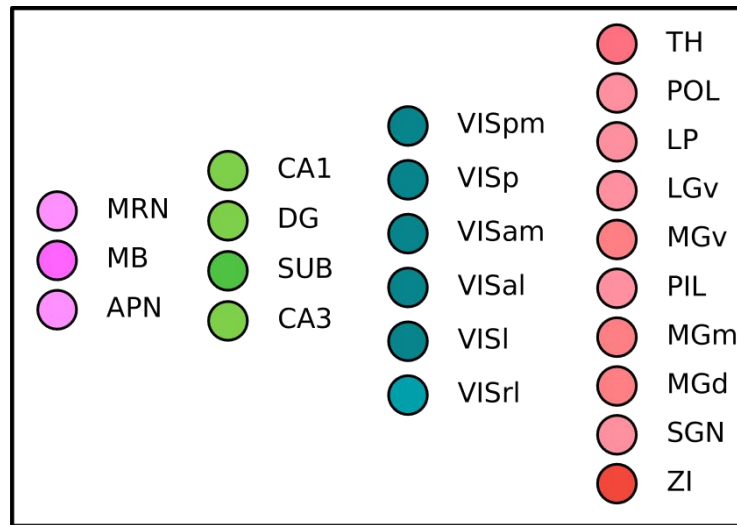 MRN
MB
APN
CA1
DG
SUB
CA3
VISpm
VISp
VISam
VISal
VISl
VISrl
TH
POL
LP
LGv
MGv
PIL
MGm
MGd
SGN
ZI